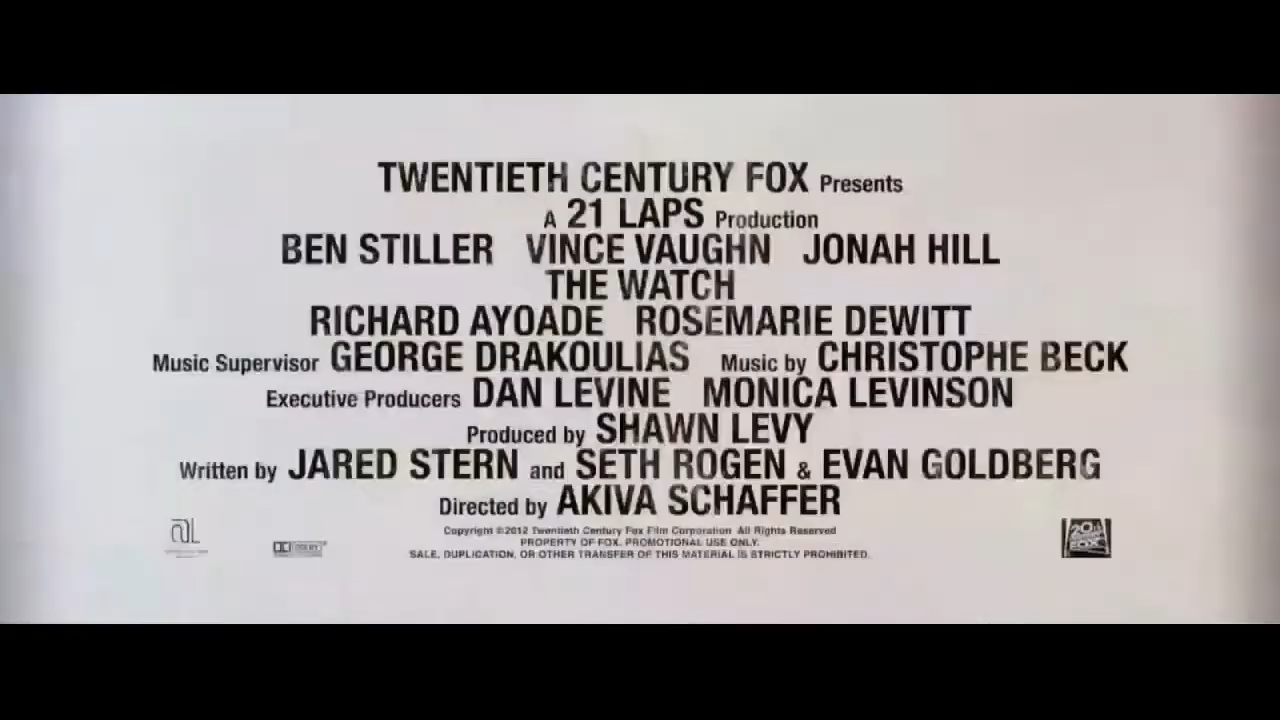 TWENTIETH CENTURY FOX Presents
A 21 LAPS Production
BEN STILLER VINCE VAUGHN JONAH HILL
THE WATCH
RICHARD AYOADE ROSEMARIE DEWITT
Music Supervisor GEORGE DRAKOULIAS Music by CHRISTOPHE BECK
Executive Producers DAN LEVINE MONICA LEVINSON
Produced by SHAWN LEVY
Written by JARED STERN and SETH ROGEN & EVAN GOLDBERG
Directed by AKIVA SCHAFFER
Copyright ©2012 Twentieth Century Fox Film Corporation All Rights Reserved
PROPERTY OF FOX. PROMOTIONAL USE ONLY.
SALE, DUPLICATION, OR OTHER TRANSFER OF THIS MATERIAL IS STRICTLY PROHIBITED.
20th CENTURY FOX